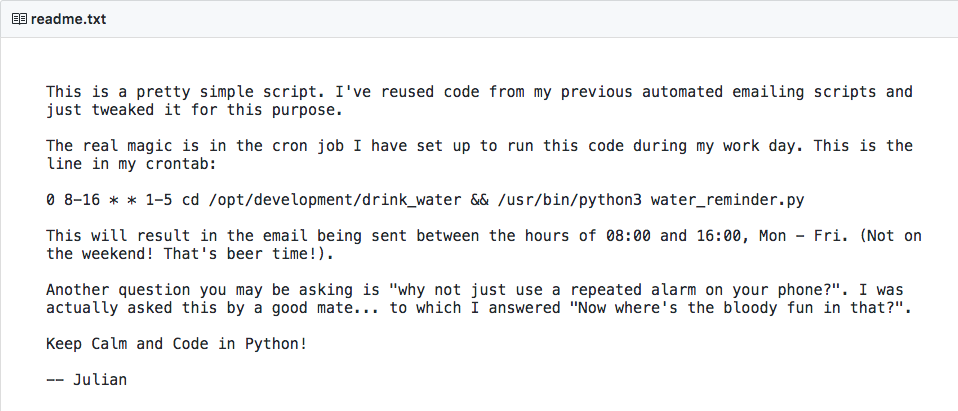 readme.txt
This is a pretty simple script. I've reused code from my previous automated emailing scripts and
just tweaked it for this purpose.
The real magic is in the cron job I have set up to run this code during my work day. This is the
line in my crontab:
0 8-16 * * 1-5 cd /opt/development/drink_water && /usr/bin/python3 water_reminder.py
This will result in the email being sent between the hours of 08:00 and 16:00, Mon - Fri. (Not on
the weekend! That's beer time!).
Another question you may be asking is "why not just use a repeated alarm on your phone?". I was
actually asked this by a good mate... to which I answered "Now where's the bloody fun in that?".
Keep Calm and Code in Python!
-- Julian